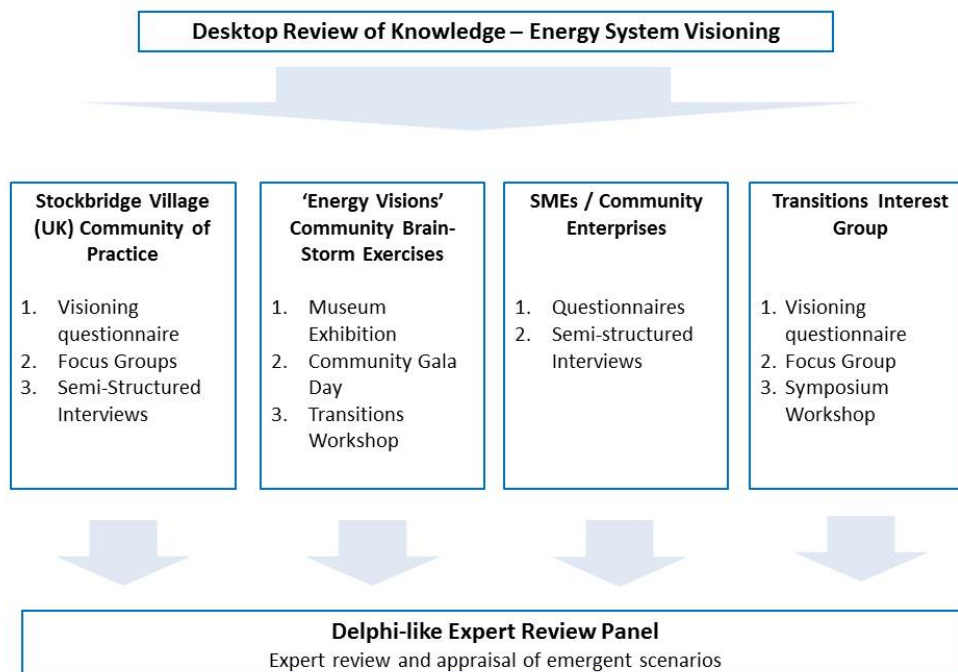 Desktop Review of Knowledge – Energy System Visioning
Stockbridge Village
(UK) Community of
Practice
1. Visioning
questionnaire
2. Focus Groups
3. Semi-Structured
Interviews
‘Energy Visions’
Community Brain-
Storm Exercises
1. Museum
Exhibition
2. Community Gala
Day
3. Transitions
Workshop
SMEs / Community
Enterprises
1. Questionnaires
2. Semi-structured
Interviews
Transitions Interest
Group
1. Visioning
questionnaire
2. Focus Group
3. Symposium
Workshop
Delphi-like Expert Review Panel
Expert review and appraisal of emergent scenarios